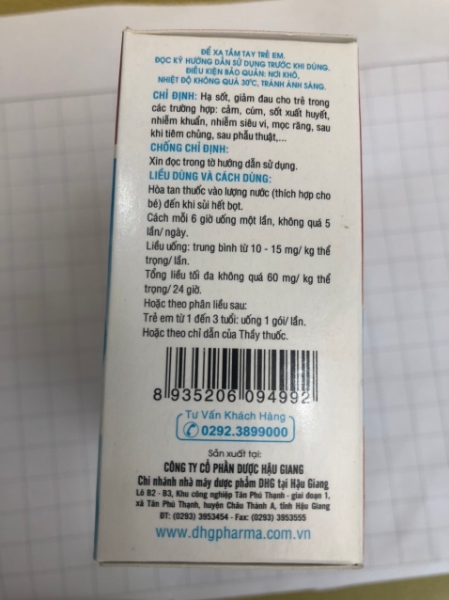 ĐỂ XA TẦM TAY TRẺ EM.
ĐỌC KỸ HƯỚNG DẪN SỬ DỤNG TRƯỚC KHI DÙNG.
ĐIỀU KIỆN BẢO QUẢN: NƠI KHÔ,
NHIỆT ĐỘ KHÔNG QUÁ 30°C, TRÁNH ÁNH SÁNG.
CHỈ ĐỊNH: Hạ sốt, giảm đau cho trẻ trong
các trường hợp: cảm, cúm, sốt xuất huyết,
nhiễm khuẩn, nhiễm siêu vi, mọc răng, sau
khi tiêm chủng, sau phẫu thuật,...
CHỐNG CHỈ ĐỊNH:
Xin đọc trong tờ hướng dẫn sử dụng.
LIỀU DÙNG VÀ CÁCH DÙNG:
Hòa tan thuốc vào lượng nước (thích hợp cho
bé) đến khi sủi hết bọt.
Cách mỗi 6 giờ uống một lần, không quá 5
lần/ ngày.
Liều uống: trung bình từ 10 - 15 mg/ kg thể
trọng/ lần.
Tổng liều tối đa không quá 60 mg/ kg thể
trọng/ 24 giờ.
Hoặc theo phân liều sau:
Trẻ em từ 1 đến 3 tuổi: uống 1 gói/ lần.
Hoặc theo chỉ dẫn của Thầy thuốc.
8 935206 094992
Tư Vấn Khách Hàng
0292.3899000
Sản xuất tại:
CÔNG TY CỔ PHẦN DƯỢC HẬU GIANG
Chi nhánh nhà máy dược phẩm DHG tại Hậu Giang
Lô B2 - B3, Khu công nghiệp Tân Phú Thạnh - giai đoạn 1,
xã Tân Phú Thạnh, huyện Châu Thành A, tỉnh Hậu Giang
ĐT: (0293) 3953454 - Fax: (0293) 3953555
www.dhgpharma.com.vn